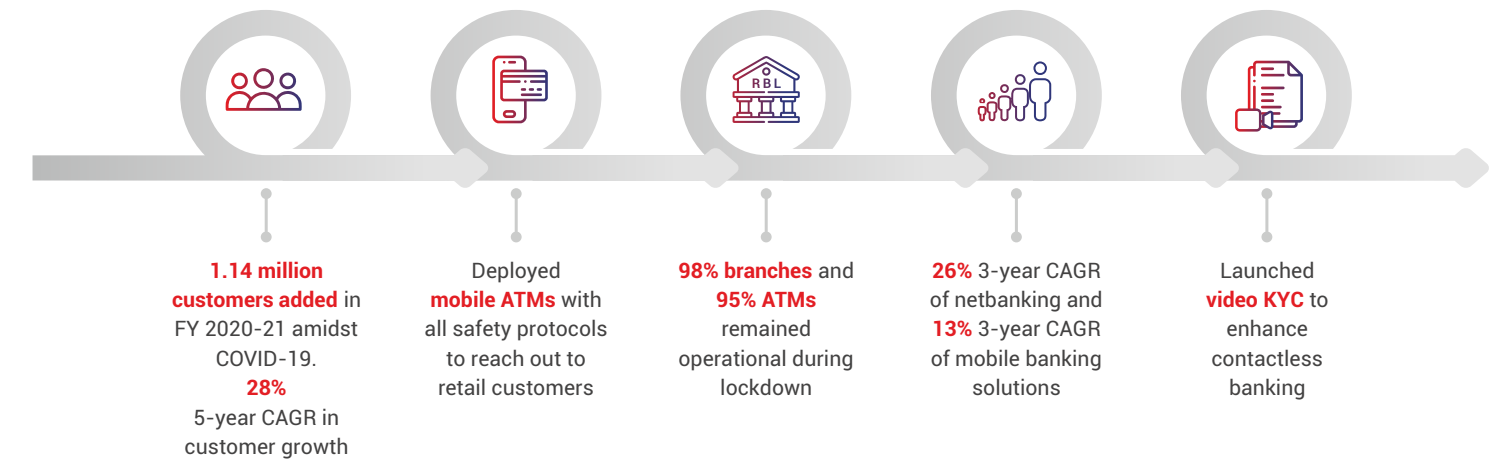 RBL
1.14 million
customers added in
FY 2020-21 amidst
COVID-19.
28%
5-year CAGR in
customer growth
Deployed
mobile ATMs with
all safety protocols
to reach out to
retail customers
98% branches and
95% ATMs
remained
operational during
lockdown
26% 3-year CAGR
of netbanking and
13% 3-year CAGR
of mobile banking
solutions
Launched
video KYC to
enhance
contactless
banking